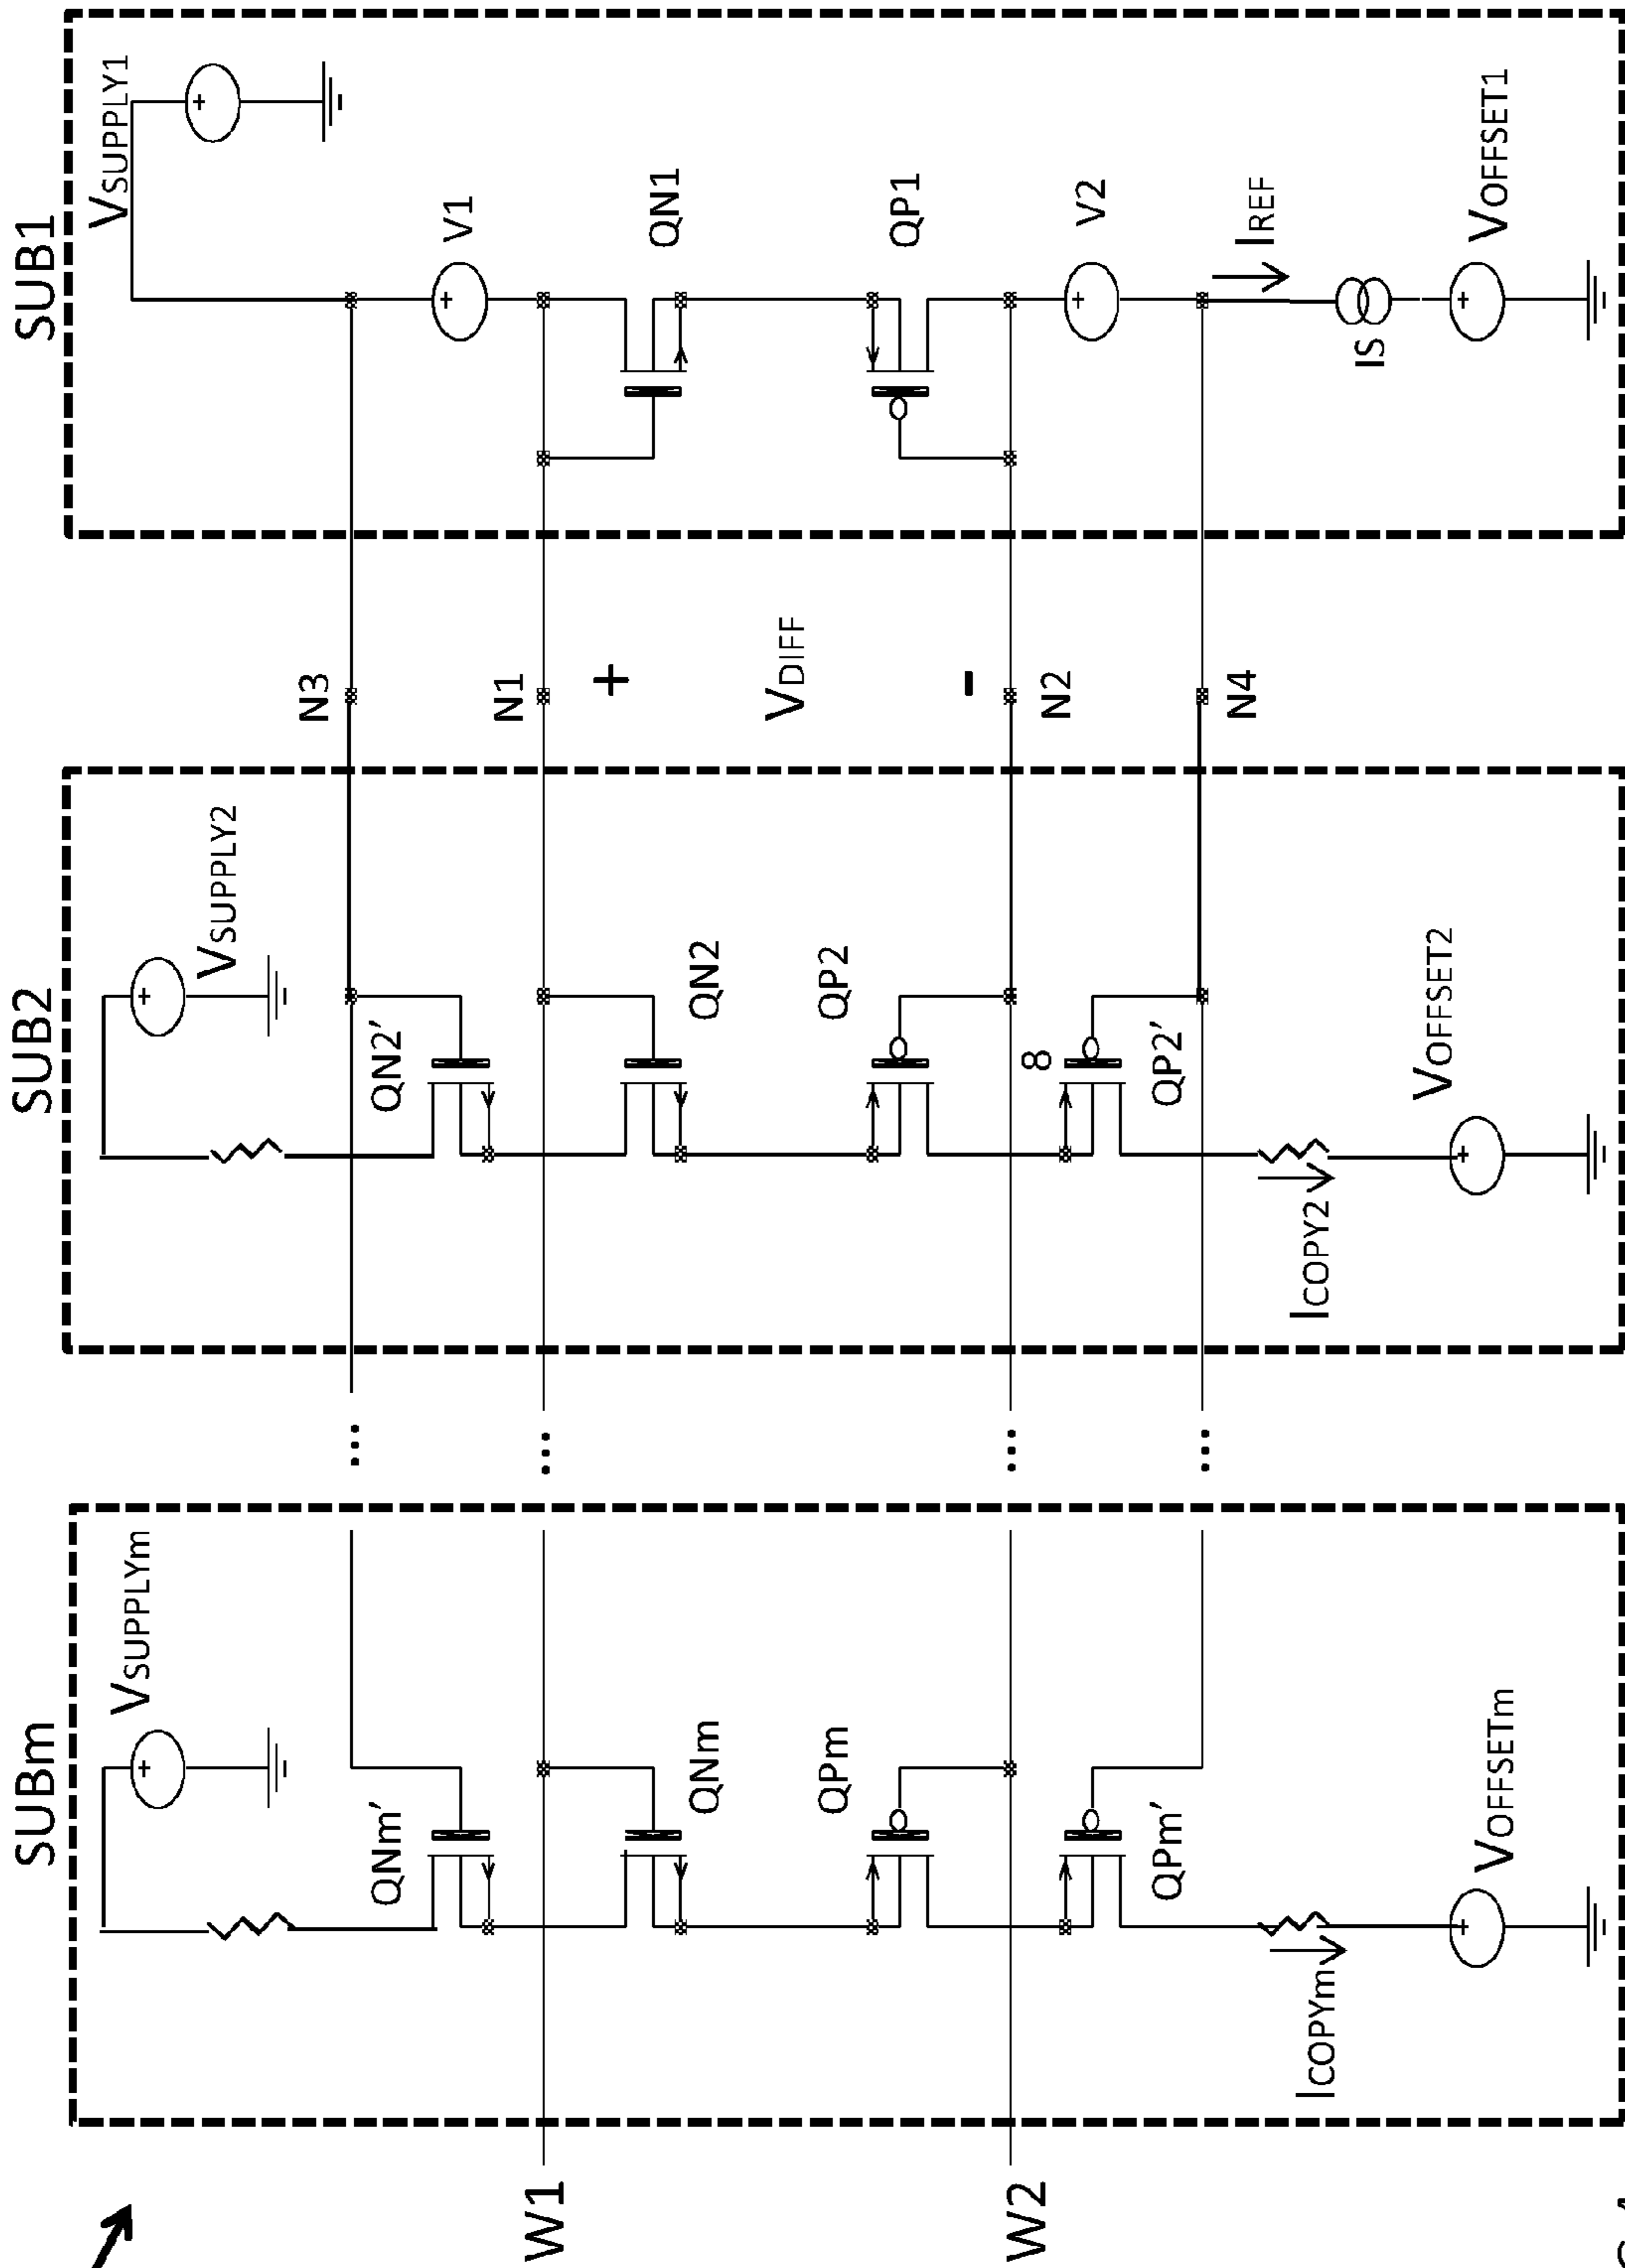 SUBm
SUB2
SUB1
VSUPPLYm
VSUPPLY2
VSUPPLY1
N3
QNm'
QN2'
V1
N1
W1
QNm
QN2
+
QN1
VDIFF
QPm
QP2
QP1
-
W2
N2
8
V2
QPm'
QP2'
N4
IREF
ICOPYm
ICOPY2
IS
VOFFSETm
VOFFSET2
VOFFSET1
...
...
...
...